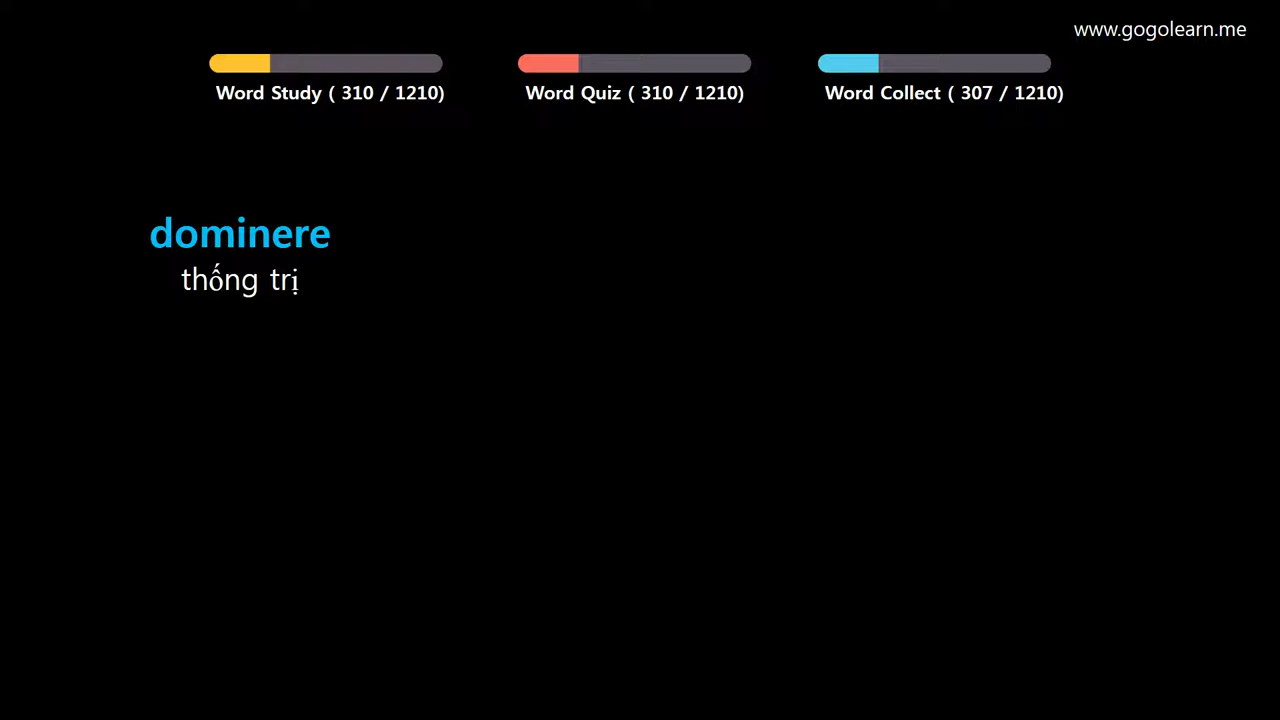 www.gogolearn.me
Word Study ( 310 / 1210)
Word Quiz ( 310 / 1210)
Word Collect ( 307 / 1210)
dominere
thống trị